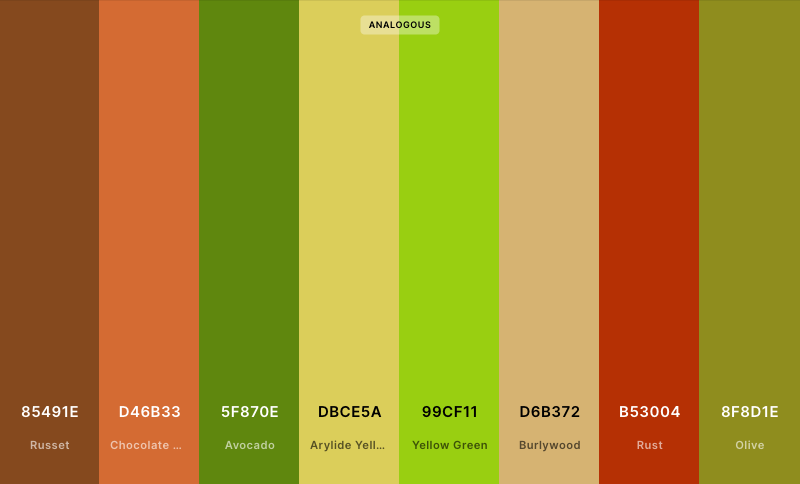 ANALOGOUS
85491E
D46B33
5F870E
DBCE5A
99CF11
D6B372
B53004
8F8D1E
Russet
Chocolate ...
Avocado
Arylide Yell...
Yellow Green
Burlywood
Rust
Olive